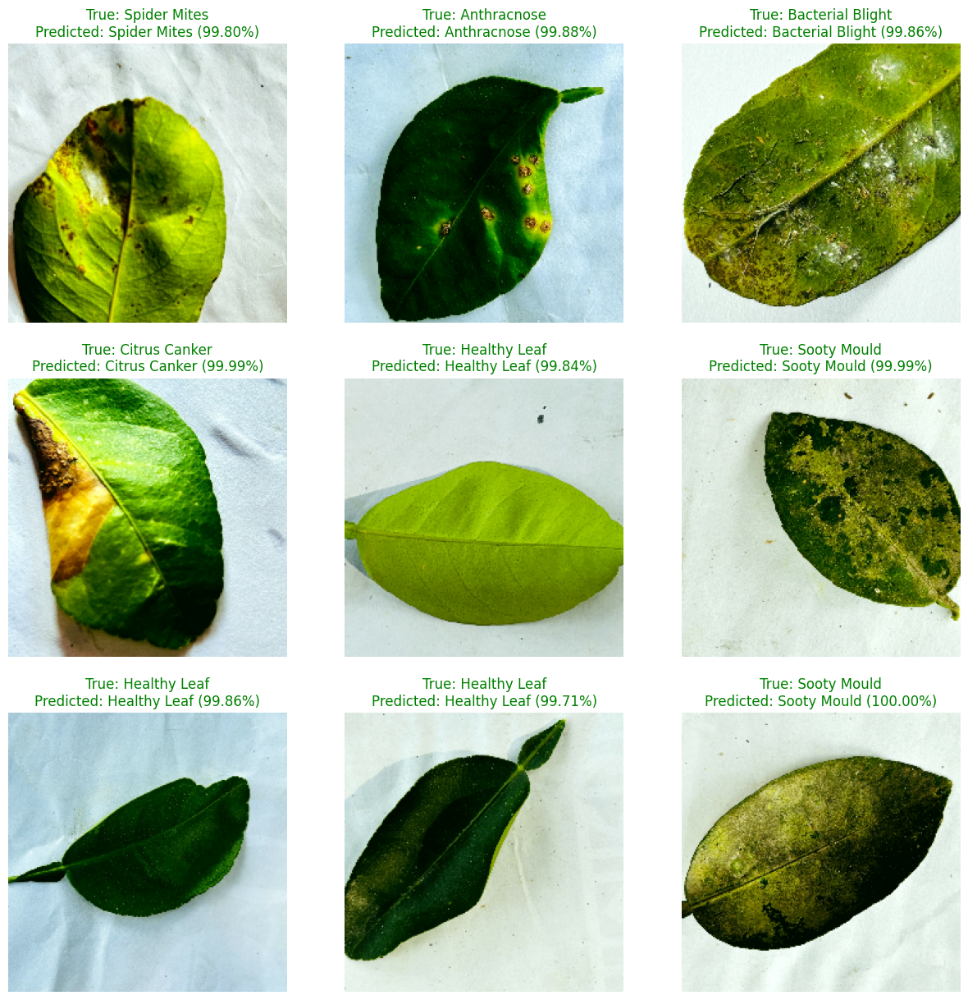 True: Spider Mites
Predicted: Spider Mites (99.80%)
True: Anthracnose
Predicted: Anthracnose (99.88%)
True: Bacterial Blight
Predicted: Bacterial Blight (99.86%)
True: Citrus Canker
Predicted: Citrus Canker (99.99%)
True: Healthy Leaf
Predicted: Healthy Leaf (99.84%)
True: Sooty Mould
Predicted: Sooty Mould (99.99%)
True: Healthy Leaf
Predicted: Healthy Leaf (99.86%)
True: Healthy Leaf
Predicted: Healthy Leaf (99.71%)
True: Sooty Mould
Predicted: Sooty Mould (100.00%)